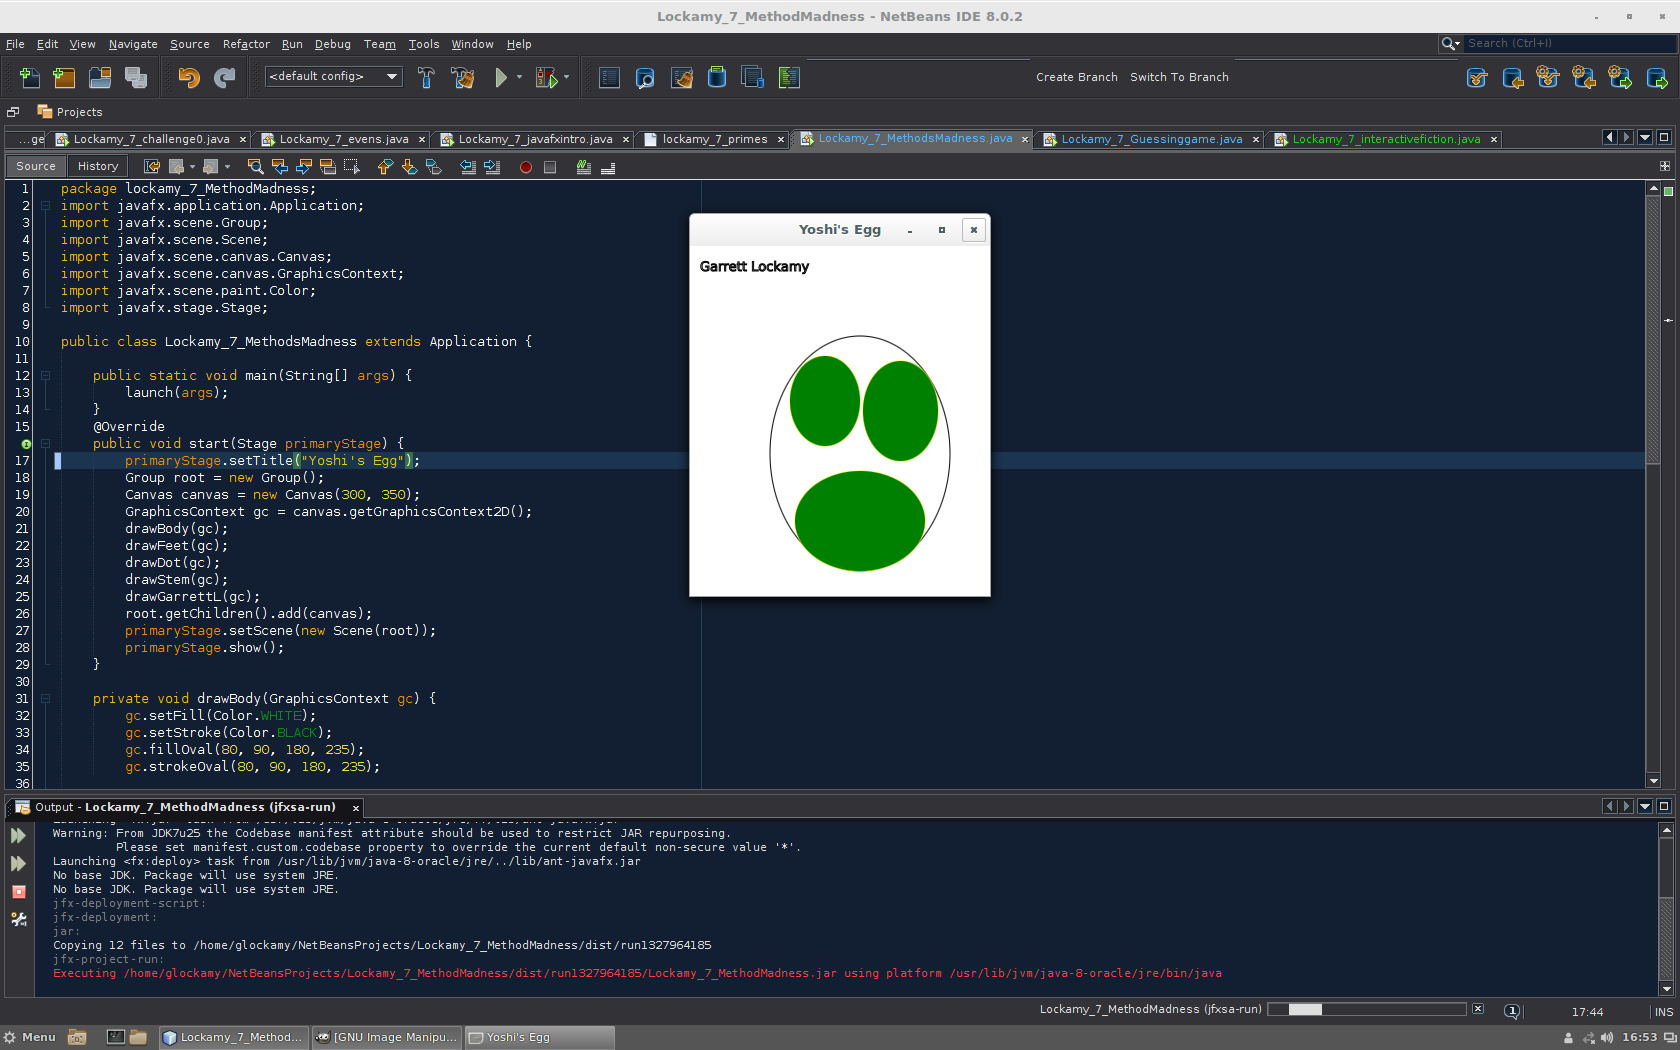 Lockamy_7_MethodMadness - NetBeans IDE 8.0.2
File Edit View Navigate Source Refactor Run Debug Team Tools Window Help
Search (Ctrl+I)
<default config>
Create Branch Switch To Branch
Projects
...ge
Lockamy_7_challenge0.java
Lockamy_7_evens.java
Lockamy_7_javafxintro.java
lockamy_7_primes
Lockamy_7_MethodsMadness.java
Lockamy_7_Guessinggame.java
Lockamy_7_interactivefiction.java
Source History
1 package lockamy_7_MethodMadness;
2 import javafx.application.Application;
3 import javafx.scene.Group;
4 import javafx.scene.Scene;
5 import javafx.scene.canvas.Canvas;
6 import javafx.scene.canvas.GraphicsContext;
7 import javafx.scene.paint.Color;
8 import javafx.stage.Stage;
9
10 public class Lockamy_7_MethodsMadness extends Application {
11
12 public static void main(String[] args) {
13 launch(args);
14 }
15 @Override
public void start(Stage primaryStage) {
17 primaryStage.setTitle("Yoshi's Egg");
18 Group root = new Group();
19 Canvas canvas = new Canvas(300, 350);
20 GraphicsContext gc = canvas.getGraphicsContext2D();
21 drawBody(gc);
22 drawFeet(gc);
23 drawDot(gc);
24 drawStem(gc);
25 drawGarrettL(gc);
26 root.getChildren().add(canvas);
27 primaryStage.setScene(new Scene(root));
28 primaryStage.show();
29 }
30
31 private void drawBody(GraphicsContext gc) {
32 gc.setFill(Color.WHITE);
33 gc.setStroke(Color.BLACK);
34 gc.fillOval(80, 90, 180, 235);
35 gc.strokeOval(80, 90, 180, 235);
36
Yoshi's Egg
Garrett Lockamy
Output - Lockamy_7_MethodMadness (jfxsa-run)
Warning: From JDK7u25 the Codebase manifest attribute should be used to restrict JAR repurposing.
Please set manifest.custom.codebase property to override the current default non-secure value '*'.
Launching <fx:deploy> task from /usr/lib/jvm/java-8-oracle/jre/../lib/ant-javafx.jar
No base JDK. Package will use system JRE.
No base JDK. Package will use system JRE.
jfx-deployment-script:
jfx-deployment:
jar:
Copying 12 files to /home/glockamy/NetBeansProjects/Lockamy_7_MethodMadness/dist/run1327964185
jfx-project-run:
Executing /home/glockamy/NetBeansProjects/Lockamy_7_MethodMadness/dist/run1327964185/Lockamy_7_MethodMadness.jar using platform /usr/lib/jvm/java-8-oracle/jre/bin/java
Lockamy_7_MethodMadness (jfxsa-run)
1
17:44
INS
Menu
Lockamy_7_Method...
[GNU Image Manipu...
Yoshi's Egg
16:53